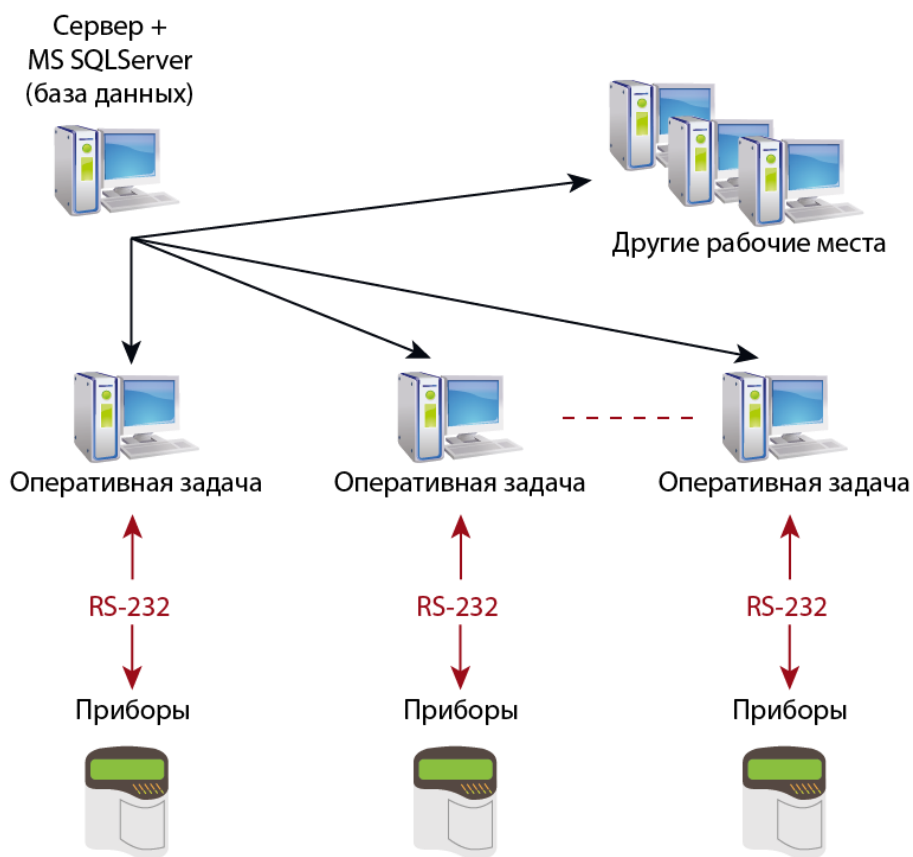 Сервер +
MS SQLServer
(база данных)
Другие рабочие места
Оперативная задача
Оперативная задача
Оперативная задача
RS-232
RS-232
RS-232
Приборы
Приборы
Приборы